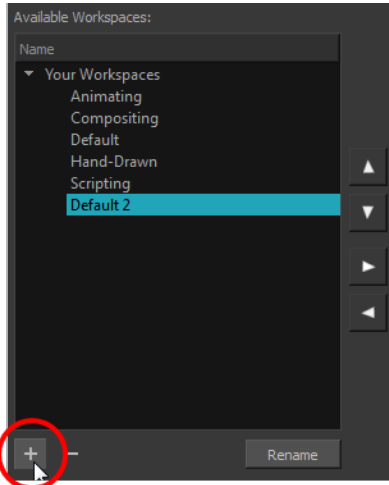 Available Workspaces:
Name
Your Workspaces
Animating
Compositing
Default
Hand-Drawn
Scripting
Default 2
Rename